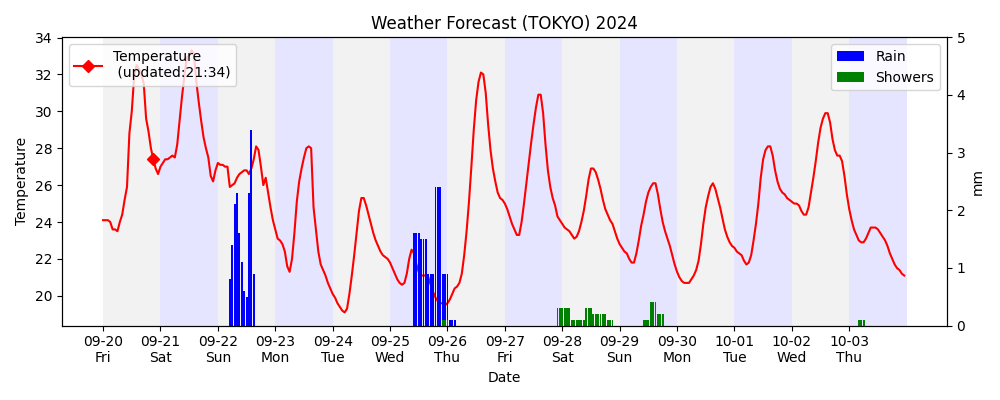 Weather Forecast (TOKYO) 2024
Temperature
(updated:21:34)
Rain
Showers
Temperature
34
32
30
28
26
24
22
20
5
4
3
2
1
0
mm
09-20 09-21 09-22 09-23 09-24 09-25 09-26 09-27 09-28 09-29 09-30 10-01 10-02 10-03
Fri Sat Sun Mon Tue Wed Thu Fri Sat Sun Mon Tue Wed Thu
Date